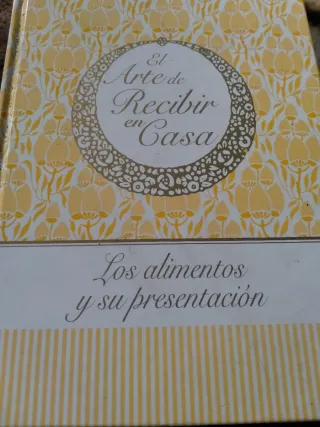 El
Arte de
Recibir
en Casa
Los alimentos
y su presentación